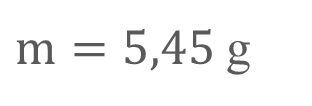 m = 5,45 g